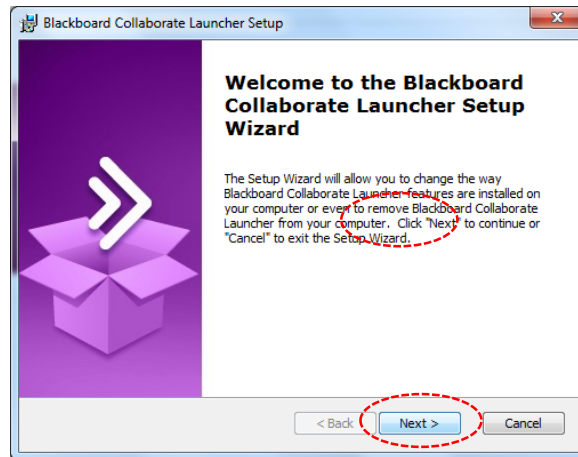 Blackboard Collaborate Launcher Setup
Welcome to the Blackboard
Collaborate Launcher Setup
Wizard
The Setup Wizard will allow you to change the way
Blackboard Collaborate Launcher features are installed on
your computer or even to remove Blackboard Collaborate
Launcher from your computer. Click "Next" to continue or
"Cancel" to exit the Setup Wizard.
< Back Next > Cancel